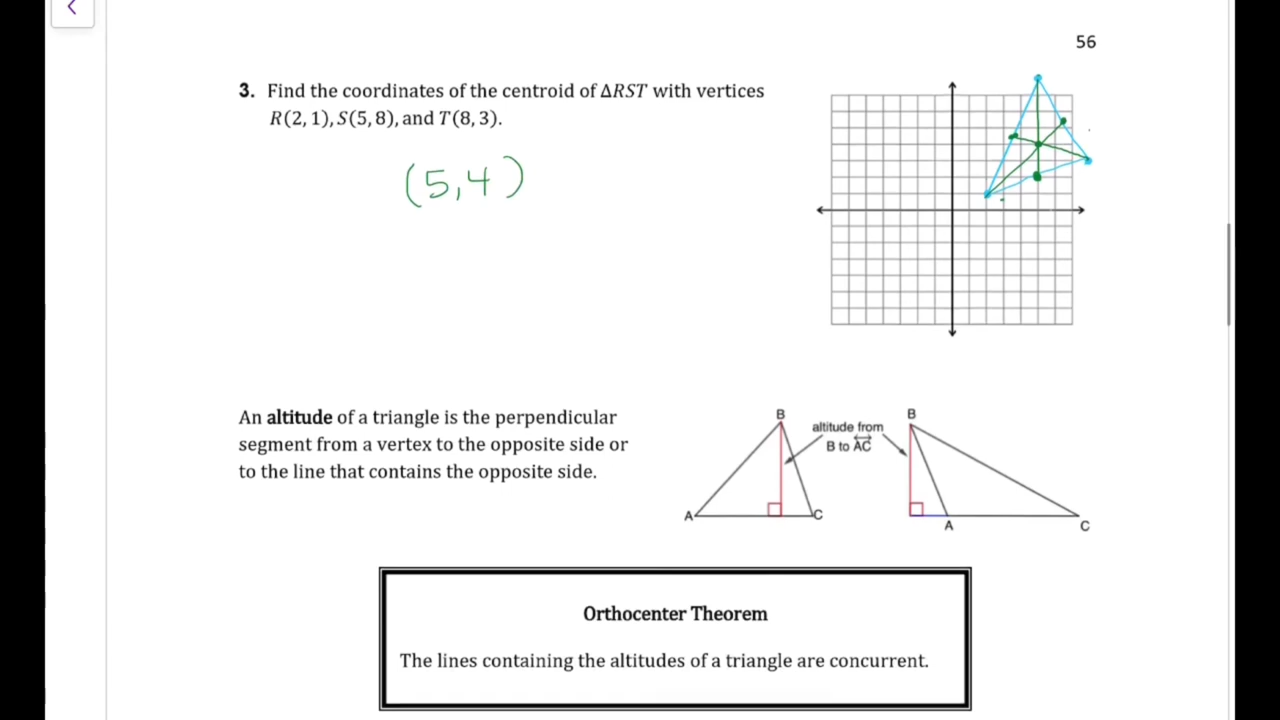 56
3. Find the coordinates of the centroid of ΔRST with vertices
R(2, 1), S(5, 8), and T(8, 3).
(5,4)
An altitude of a triangle is the perpendicular
segment from a vertex to the opposite side or
to the line that contains the opposite side.
B
altitude from
B to AC
B
A
C
A
C
Orthocenter Theorem
The lines containing the altitudes of a triangle are concurrent.